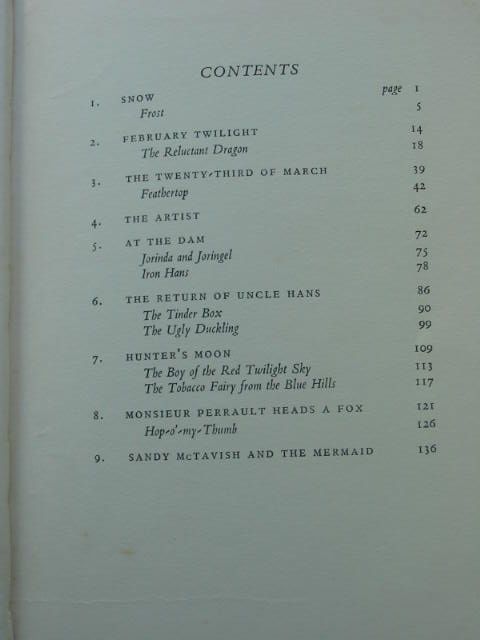 CONTENTS
page 1
1. SNOW
Frost 5
2. FEBRUARY TWILIGHT 14
The Reluctant Dragon 18
3. THE TWENTY-THIRD OF MARCH 39
Feathertop 42
4. THE ARTIST 62
5. AT THE DAM 72
Jorinda and Joringel 75
Iron Hans 78
6. THE RETURN OF UNCLE HANS 86
The Tinder Box 90
The Ugly Duckling 99
7. HUNTER'S MOON 109
The Boy of the Red Twilight Sky 113
The Tobacco Fairy from the Blue Hills 117
8. MONSIEUR PERRAULT HEADS A FOX 121
Hop-o'-my-Thumb 126
9. SANDY McTAVISH AND THE MERMAID 136